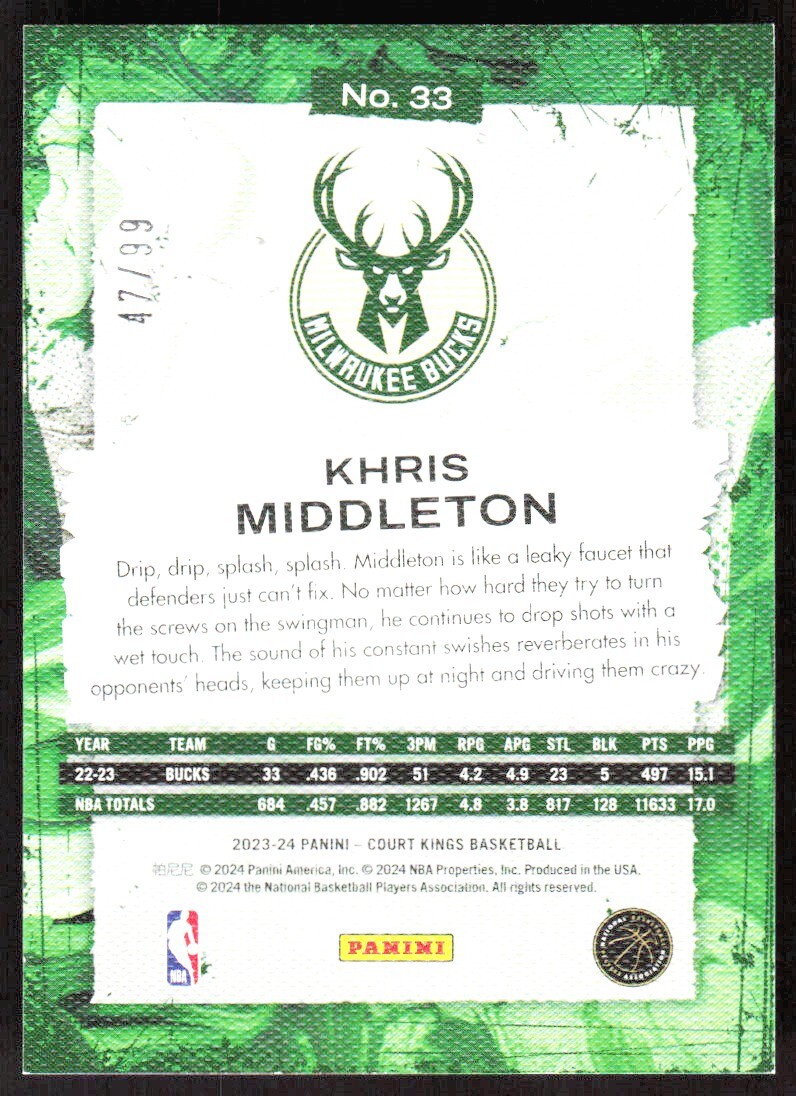 No. 33
47/99
MILWAUKEE BUCKS
KHRIS
MIDDLETON
Drip, drip, splash, splash. Middleton is like a leaky faucet that
defenders just can't fix. No matter how hard they try to turn
the screws on the swingman, he continues to drop shots with a
wet touch. The sound of his constant swishes reverberates in his
opponents' heads, keeping them up at night and driving them crazy.
YEAR TEAM G FG% FT% 3PM RPG APG STL BLK PTS PPG
22-23 BUCKS 33 .436 .902 51 4.2 4.9 23 5 497 15.1
NBA TOTALS 684 .457 .882 1267 4.8 3.8 817 128 11633 17.0
2023-24 PANINI – COURT KINGS BASKETBALL
帕尼尼 © 2024 Panini America, Inc. © 2024 NBA Properties, Inc. Produced in the USA.
© 2024 the National Basketball Players Association. All rights reserved.
NBA
PANINI
NATIONAL BASKETBALL
PLAYERS ASSOCIATION